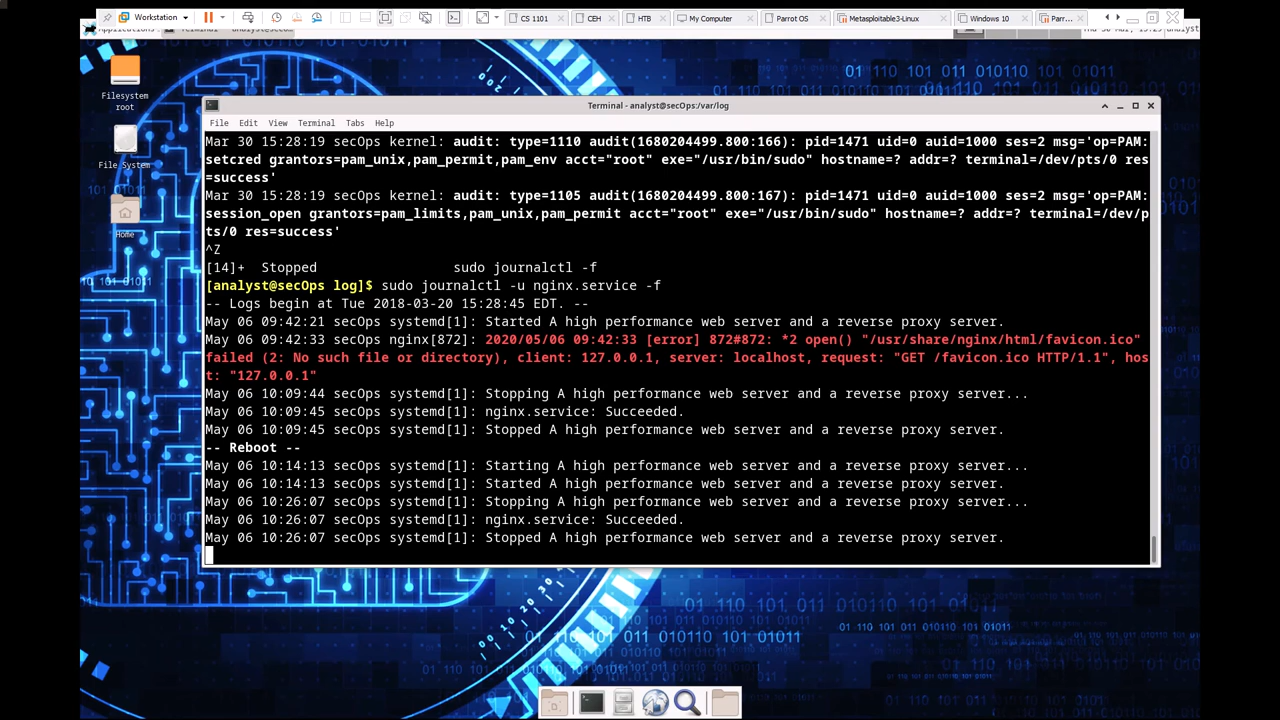 Workstation
CS 1101
CEH
HTB
My Computer
Parrot OS
Metasploitable3-Linux
Windows 10
Parr...
Applications
Terminal - analyst@secO...
Filesystem
root
File System
Home
Terminal - analyst@secOps:/var/log
File Edit View Terminal Tabs Help
Mar 30 15:28:19 secOps kernel: audit: type=1110 audit(1680204499.800:166): pid=1471 uid=0 auid=1000 ses=2 msg='op=PAM:
setcred grantors=pam_unix,pam_permit,pam_env acct="root" exe="/usr/bin/sudo" hostname=? addr=? terminal=/dev/pts/0 res
=success'
Mar 30 15:28:19 secOps kernel: audit: type=1105 audit(1680204499.800:167): pid=1471 uid=0 auid=1000 ses=2 msg='op=PAM:
session_open grantors=pam_limits,pam_unix,pam_permit acct="root" exe="/usr/bin/sudo" hostname=? addr=? terminal=/dev/p
ts/0 res=success'
^Z
[14]+  Stopped                 sudo journalctl -f
[analyst@secOps log]$ sudo journalctl -u nginx.service -f
-- Logs begin at Tue 2018-03-20 15:28:45 EDT. --
May 06 09:42:21 secOps systemd[1]: Started A high performance web server and a reverse proxy server.
May 06 09:42:33 secOps nginx[872]: 2020/05/06 09:42:33 [error] 872#872: *2 open() "/usr/share/nginx/html/favicon.ico"
failed (2: No such file or directory), client: 127.0.0.1, server: localhost, request: "GET /favicon.ico HTTP/1.1", hos
t: "127.0.0.1"
May 06 10:09:44 secOps systemd[1]: Stopping A high performance web server and a reverse proxy server...
May 06 10:09:45 secOps systemd[1]: nginx.service: Succeeded.
May 06 10:09:45 secOps systemd[1]: Stopped A high performance web server and a reverse proxy server.
-- Reboot --
May 06 10:14:13 secOps systemd[1]: Starting A high performance web server and a reverse proxy server...
May 06 10:14:13 secOps systemd[1]: Started A high performance web server and a reverse proxy server.
May 06 10:26:07 secOps systemd[1]: Stopping A high performance web server and a reverse proxy server...
May 06 10:26:07 secOps systemd[1]: nginx.service: Succeeded.
May 06 10:26:07 secOps systemd[1]: Stopped A high performance web server and a reverse proxy server.